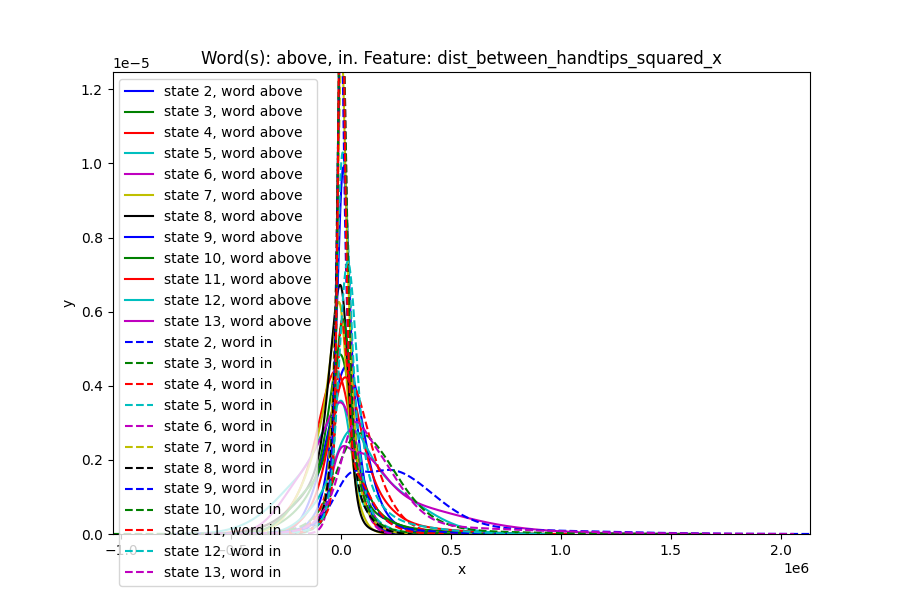 Word(s): above, in. Feature: dist_between_handtips_squared_x
1e−5
1.2
1.0
0.8
0.6
0.4
0.2
0.0
y
state 2, word above
state 3, word above
state 4, word above
state 5, word above
state 6, word above
state 7, word above
state 8, word above
state 9, word above
state 10, word above
state 11, word above
state 12, word above
state 13, word above
state 2, word in
state 3, word in
state 4, word in
state 5, word in
state 6, word in
state 7, word in
state 8, word in
state 9, word in
state 10, word in
state 11, word in
state 12, word in
state 13, word in
−1.0 −0.5 0.0 0.5 1.0 1.5 2.0
x
1e6